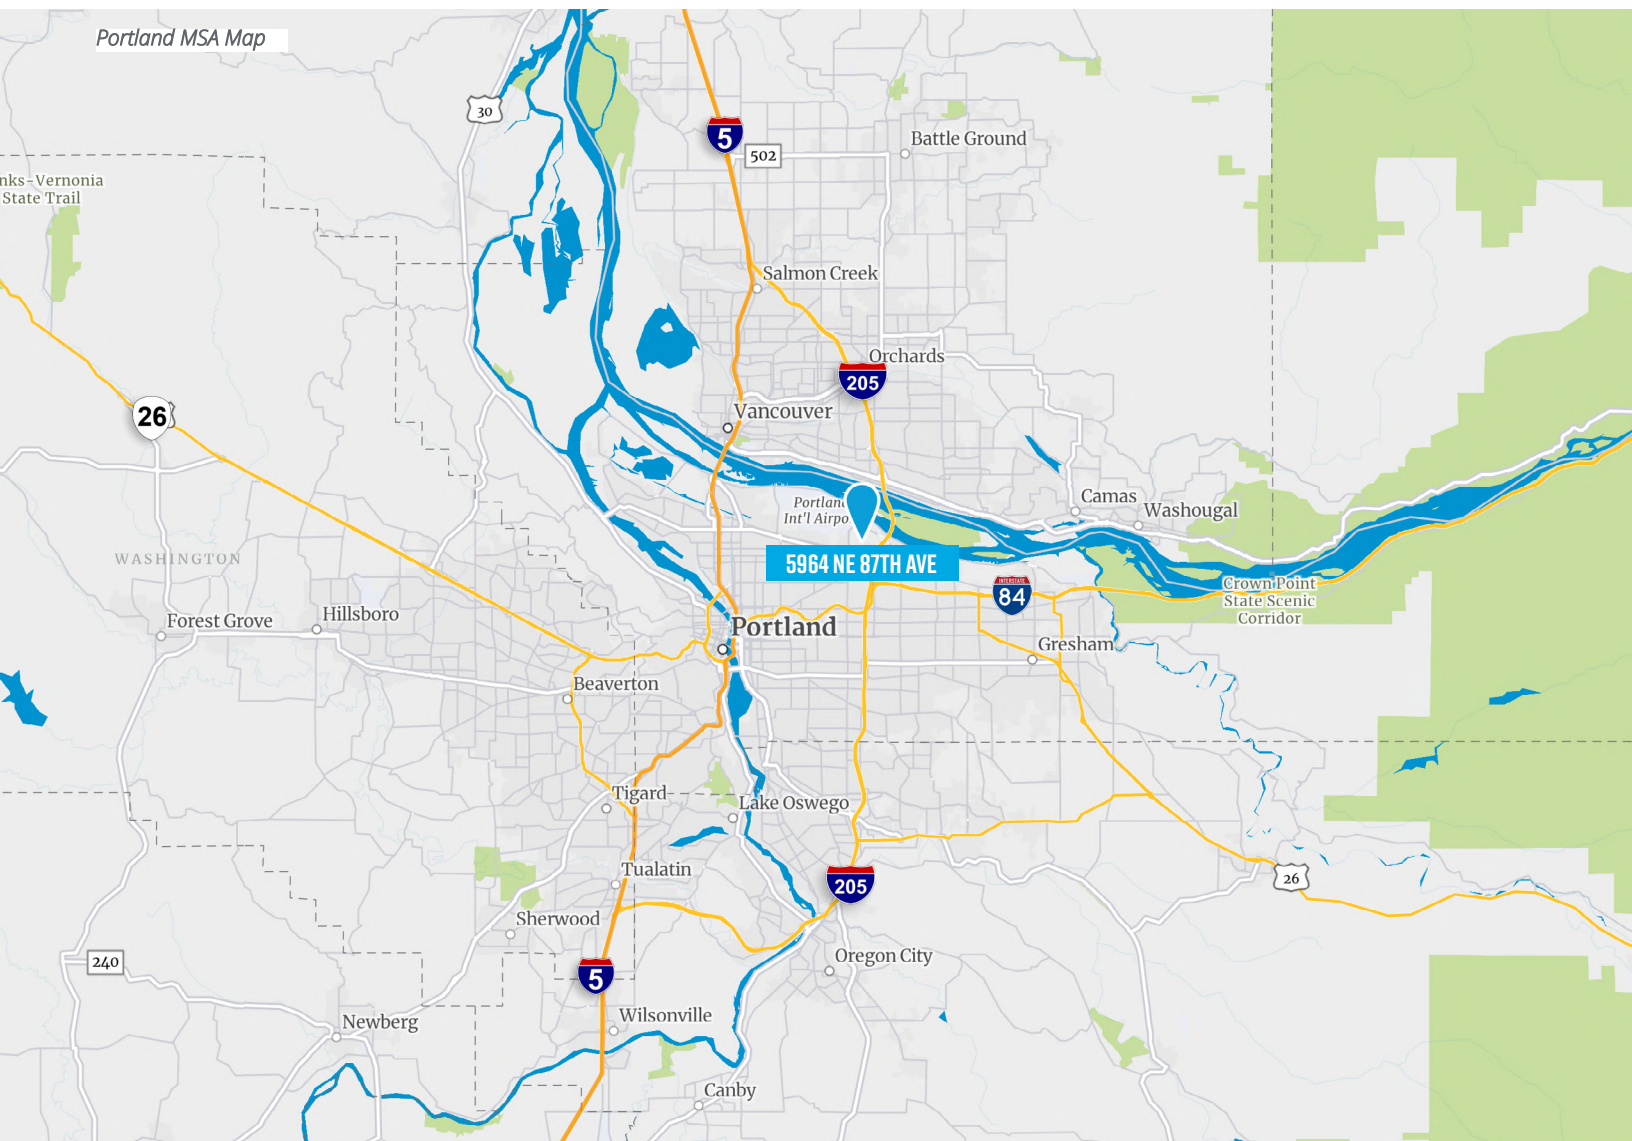 Portland MSA Map
30
5
502
Battle Ground
nks-Vernonia
State Trail
Salmon Creek
Orchards
205
26
Vancouver
Portland
Int'l Airpo
Camas
Washougal
5964 NE 87TH AVE
WASHINGTON
INTERSTATE
84
Crown Point
State Scenic
Corridor
Forest Grove
Hillsboro
Portland
Gresham
Beaverton
Tigard
Lake Oswego
Tualatin
205
26
Sherwood
240
5
Oregon City
Newberg
Wilsonville
Canby